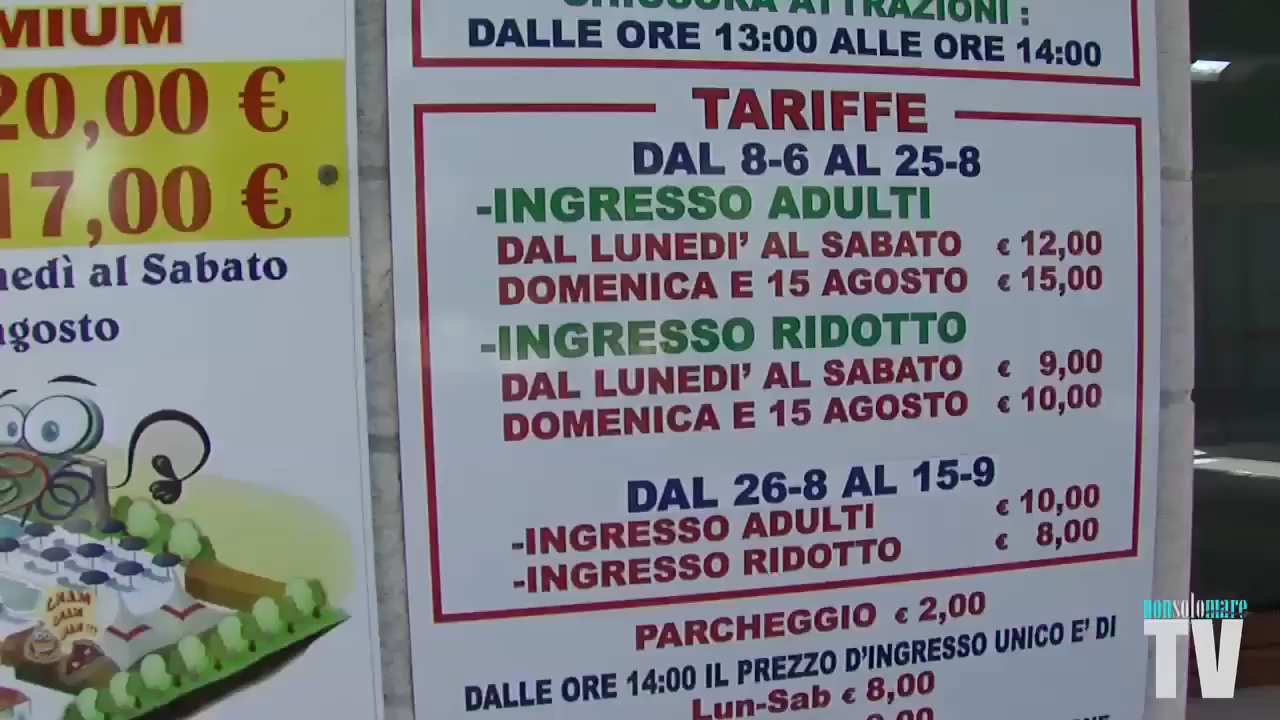 MIUM
20,00 €
17,00 €
al Sabato
agosto
GNAM
GNAM
CHIUSURA ATTRAZIONI :
DALLE ORE 13:00 ALLE ORE 14:00
TARIFFE
DAL 8-6 AL 25-8
-INGRESSO ADULTI
DAL LUNEDI' AL SABATO € 12,00
DOMENICA E 15 AGOSTO € 15,00
-INGRESSO RIDOTTO
DAL LUNEDI' AL SABATO € 9,00
DOMENICA E 15 AGOSTO € 10,00
DAL 26-8 AL 15-9
-INGRESSO ADULTI € 10,00
-INGRESSO RIDOTTO € 8,00
PARCHEGGIO € 2,00
DALLE ORE 14:00 IL PREZZO D'INGRESSO UNICO E' DI
Lun-Sab € 8,00
nonsolomare
TV